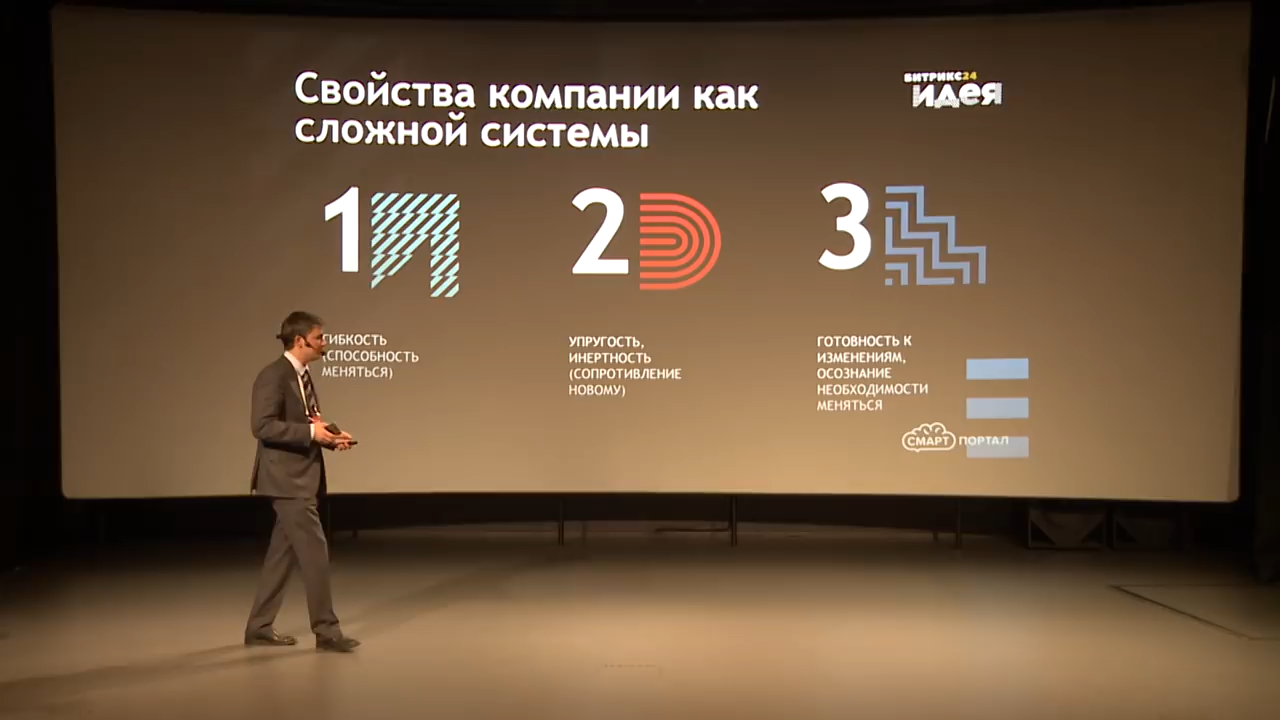 Свойства компании как
сложной системы
БИТРИКС24
идея
1
2
3
ГИБКОСТЬ
(СПОСОБНОСТЬ
МЕНЯТЬСЯ)
УПРУГОСТЬ,
ИНЕРТНОСТЬ
(СОПРОТИВЛЕНИЕ
НОВОМУ)
ГОТОВНОСТЬ К
ИЗМЕНЕНИЯМ,
ОСОЗНАНИЕ
НЕОБХОДИМОСТИ
МЕНЯТЬСЯ
СМАРТ ПОРТАЛ